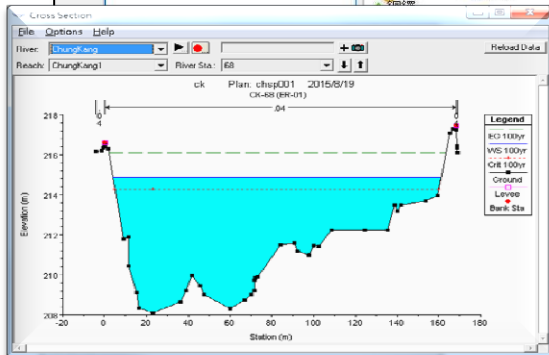 Cross Section
File Options Help
River: ChungKang Reload Data
Reach: ChungKang1 River Sta.: 68
ck Plan: chsp001 2015/8/19
CK-68 (ER-01)
.04
Legend
EG 100yr
WS 100yr
Crit 100yr
Ground
Levee
Bank Sta
218
216
214
212
210
208
-20 0 20 40 60 80 100 120 140 160 180
Elevation (m)
Station (m)